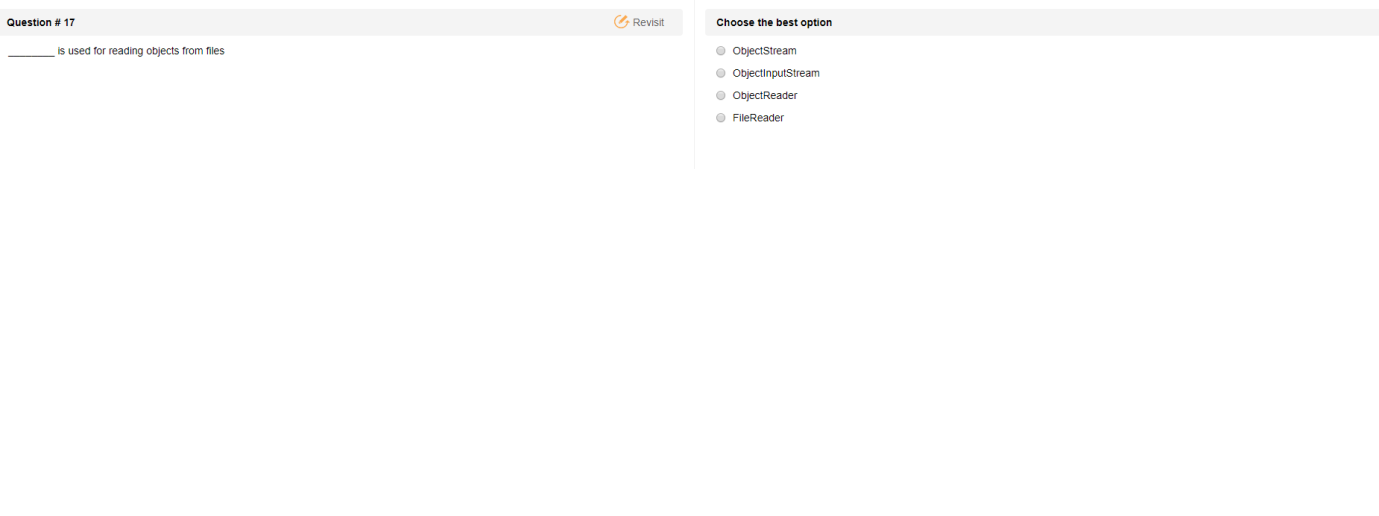 Question # 17
Revisit
________ is used for reading objects from files
Choose the best option
ObjectStream
ObjectInputStream
ObjectReader
FileReader